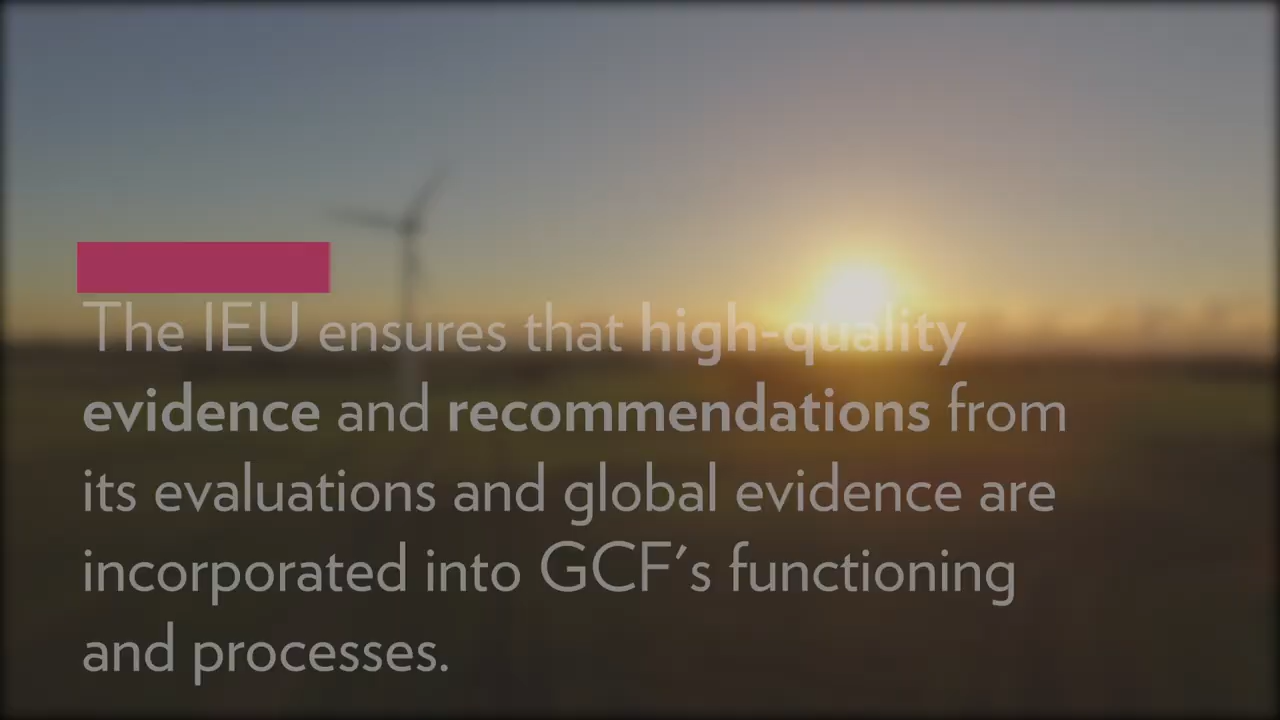 The IEU ensures that high-quality
evidence and recommendations from
its evaluations and global evidence are
incorporated into GCF's functioning
and processes.